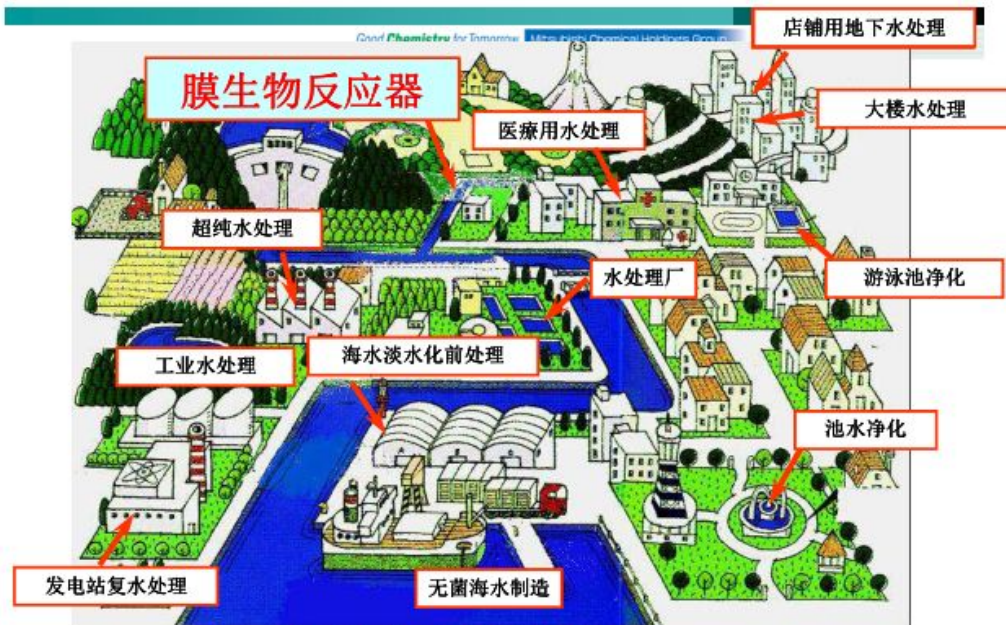 Good Chemistry for Tomorrow Mitsubishi Chemical Holdings Group
店铺用地下水处理
膜生物反应器
大楼水处理
医療用水处理
超纯水处理
水处理厂
游泳池净化
海水淡水化前处理
工业水处理
池水净化
发电站复水处理
无菌海水制造